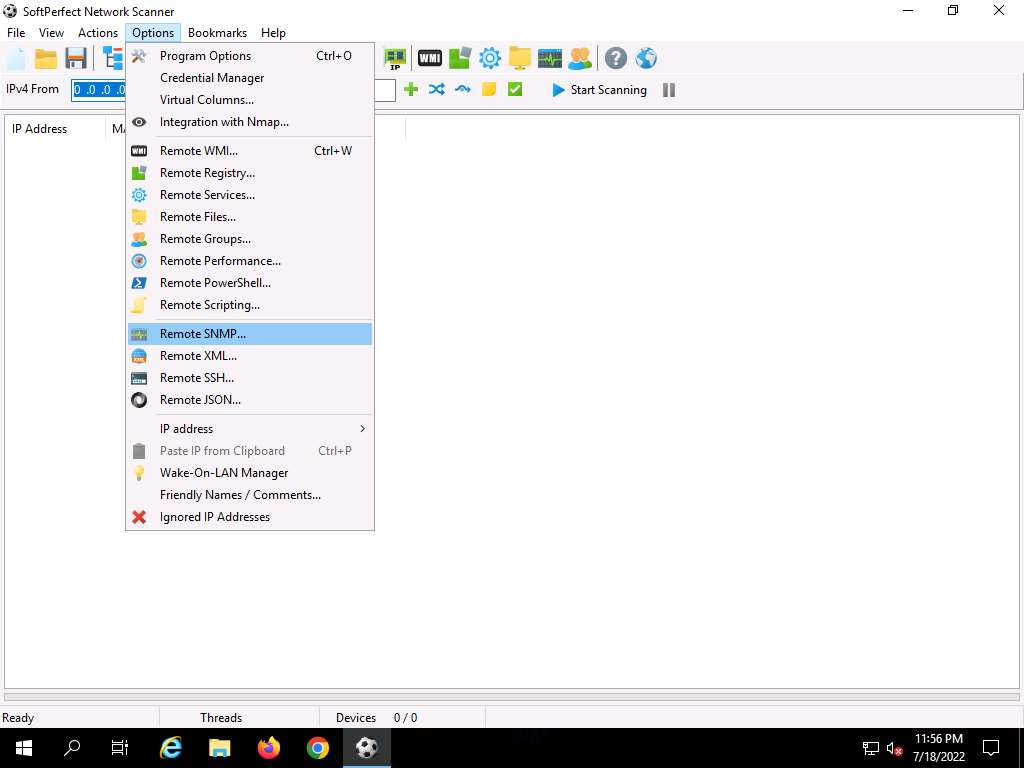 SoftPerfect Network Scanner
File View Actions Options Bookmarks Help
IP
WMI
IPv4 From 0 .0 .0 .0
Start Scanning
IP Address
Program Options Ctrl+O
Credential Manager
Virtual Columns...
Integration with Nmap...
WMI Remote WMI... Ctrl+W
Remote Registry...
Remote Services...
Remote Files...
Remote Groups...
Remote Performance...
Remote PowerShell...
Remote Scripting...
Remote SNMP...
XML Remote XML...
Remote SSH...
Remote JSON...
IP address
Paste IP from Clipboard Ctrl+P
Wake-On-LAN Manager
Friendly Names / Comments...
Ignored IP Addresses
Ready Threads Devices 0 / 0
11:56 PM
7/18/2022